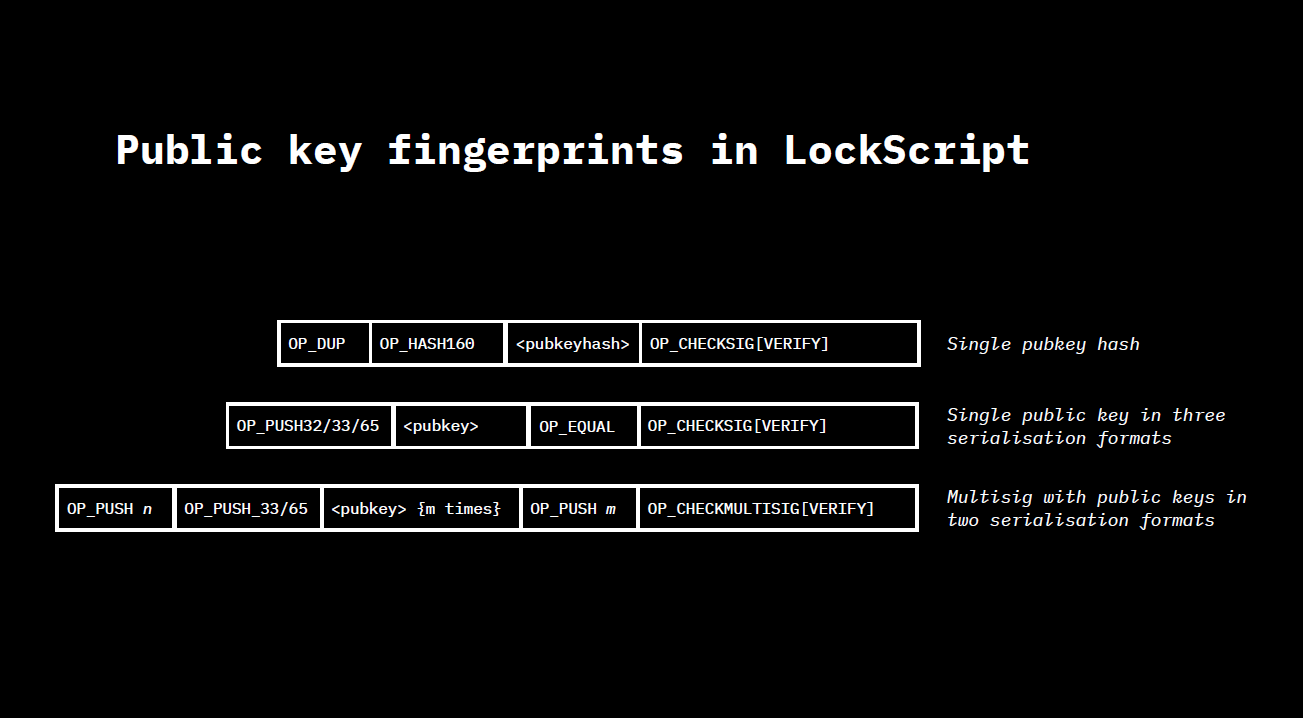 Public key fingerprints in LockScript
OP_DUP OP_HASH160 <pubkeyhash> OP_CHECKSIG[VERIFY] Single pubkey hash
OP_PUSH32/33/65 <pubkey> OP_EQUAL OP_CHECKSIG[VERIFY] Single public key in three
serialisation formats
OP_PUSH n OP_PUSH_33/65 <pubkey> {m times} OP_PUSH m OP_CHECKMULTISIG[VERIFY] Multisig with public keys in
two serialisation formats